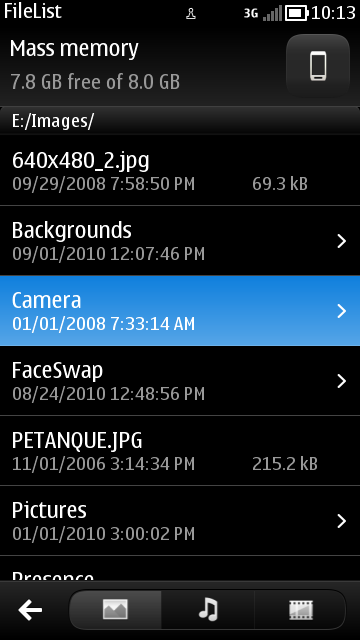 FileList
3G 10:13
Mass memory
7.8 GB free of 8.0 GB
E:/Images/
640x480_2.jpg
09/29/2008 7:58:50 PM 69.3 kB
Backgrounds
09/01/2010 12:07:46 PM
Camera
01/01/2008 7:33:14 AM
FaceSwap
08/24/2010 12:48:56 PM
PETANQUE.JPG
11/01/2006 3:14:34 PM 215.2 kB
Pictures
01/01/2010 3:00:02 PM
Presence